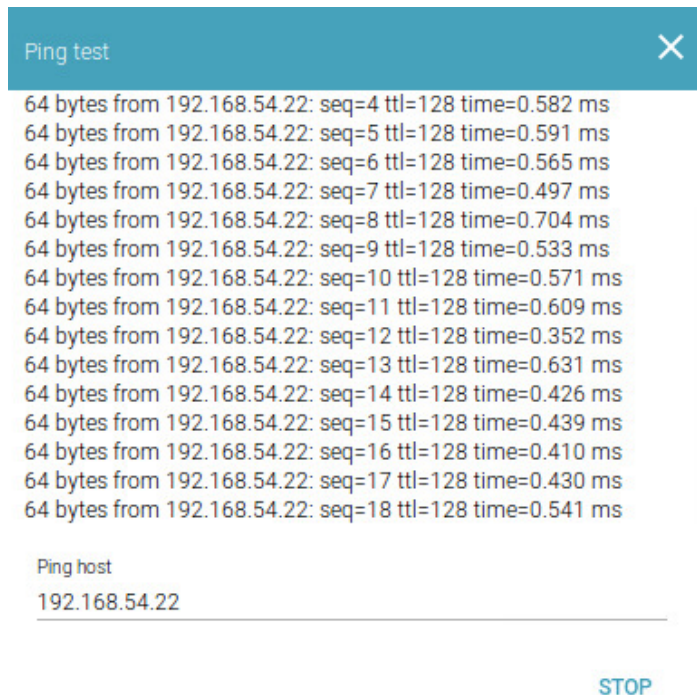 Ping test
64 bytes from 192.168.54.22: seq=4 ttl=128 time=0.582 ms
64 bytes from 192.168.54.22: seq=5 ttl=128 time=0.591 ms
64 bytes from 192.168.54.22: seq=6 ttl=128 time=0.565 ms
64 bytes from 192.168.54.22: seq=7 ttl=128 time=0.497 ms
64 bytes from 192.168.54.22: seq=8 ttl=128 time=0.704 ms
64 bytes from 192.168.54.22: seq=9 ttl=128 time=0.533 ms
64 bytes from 192.168.54.22: seq=10 ttl=128 time=0.571 ms
64 bytes from 192.168.54.22: seq=11 ttl=128 time=0.609 ms
64 bytes from 192.168.54.22: seq=12 ttl=128 time=0.352 ms
64 bytes from 192.168.54.22: seq=13 ttl=128 time=0.631 ms
64 bytes from 192.168.54.22: seq=14 ttl=128 time=0.426 ms
64 bytes from 192.168.54.22: seq=15 ttl=128 time=0.439 ms
64 bytes from 192.168.54.22: seq=16 ttl=128 time=0.410 ms
64 bytes from 192.168.54.22: seq=17 ttl=128 time=0.430 ms
64 bytes from 192.168.54.22: seq=18 ttl=128 time=0.541 ms
Ping host
192.168.54.22
STOP